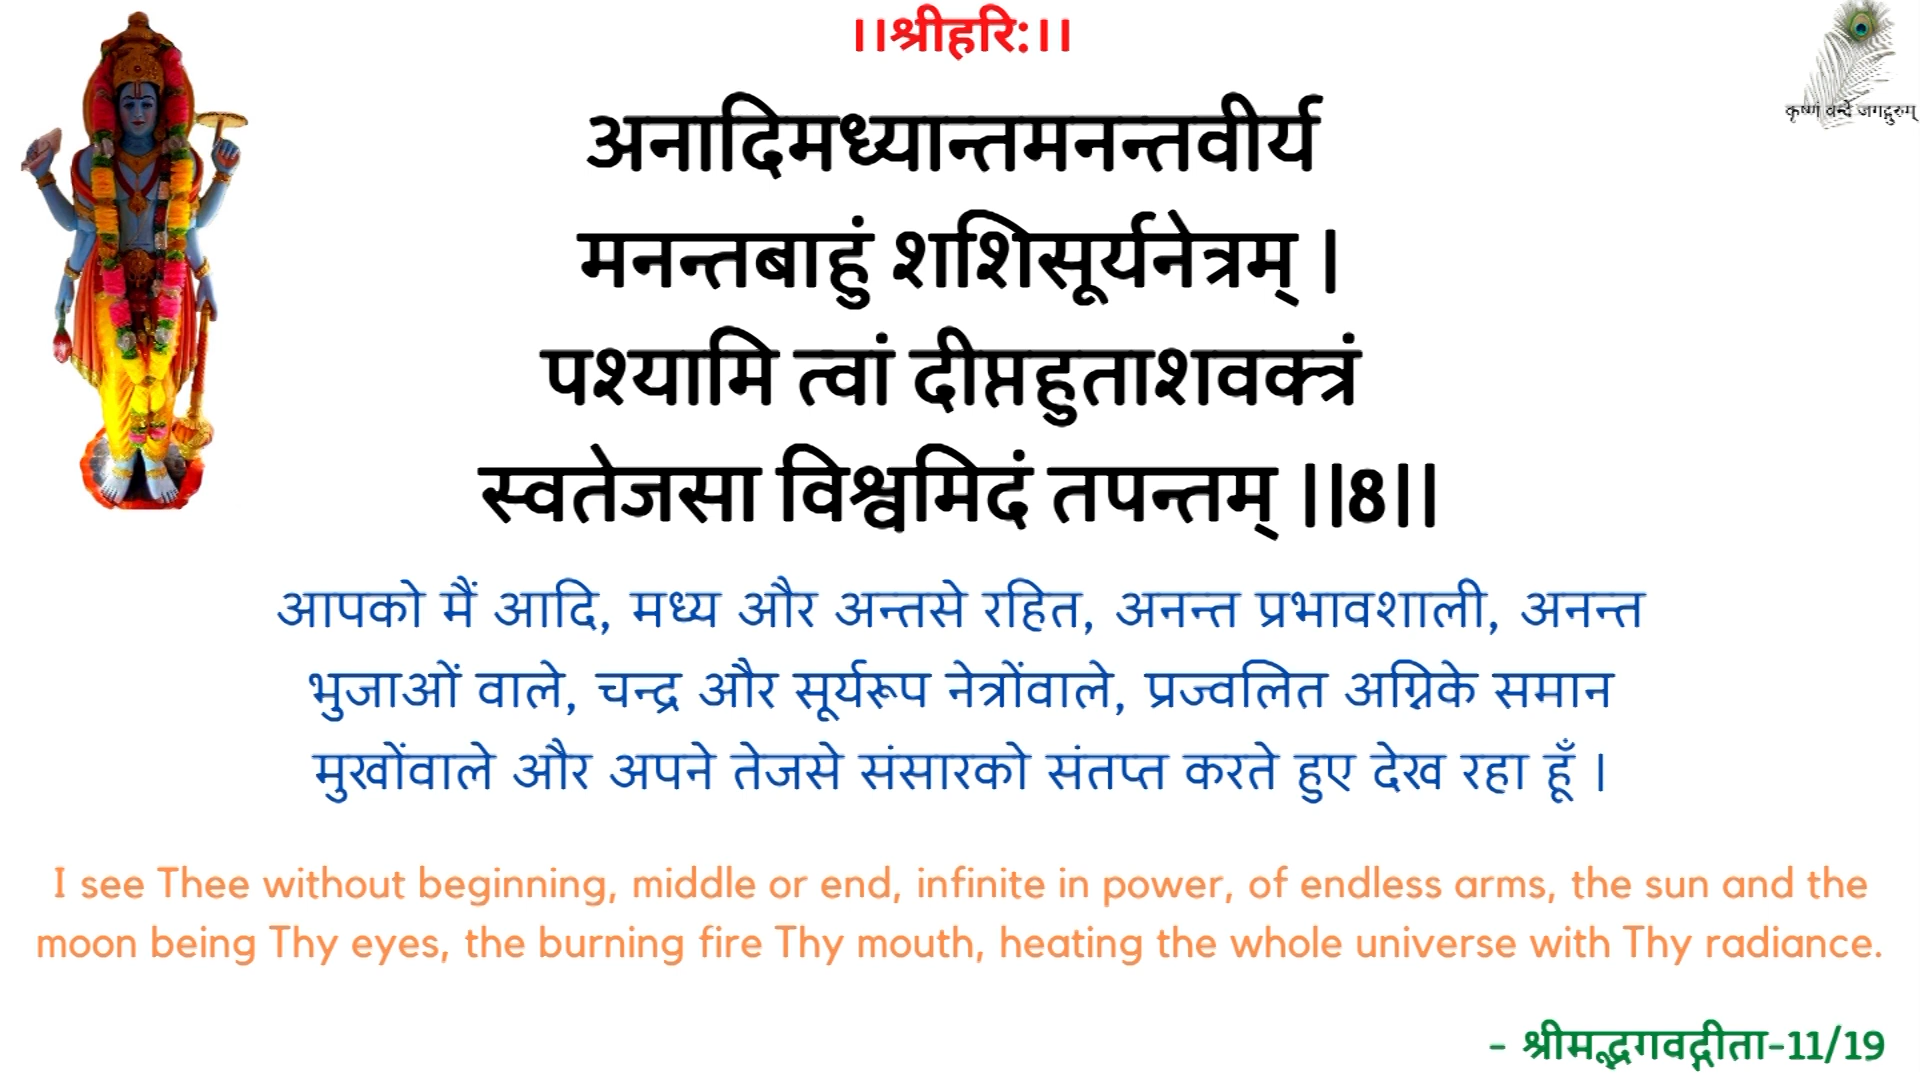 ।।श्रीहरि:।।
कृष्णं वन्दे जगद्गुरुम्
अनादिमध्यान्तमनन्तवीर्य
मनन्तबाहुं शशिसूर्यनेत्रम् |
पश्यामि त्वां दीप्तहुताशवक्त्रं
स्वतेजसा विश्वमिदं तपन्तम् ||8||
आपको मैं आदि, मध्य और अन्तसे रहित, अनन्त प्रभावशाली, अनन्त
भुजाओं वाले, चन्द्र और सूर्यरूप नेत्रोंवाले, प्रज्वलित अग्निके समान
मुखोंवाले और अपने तेजसे संसारको संतप्त करते हुए देख रहा हूँ ।
I see Thee without beginning, middle or end, infinite in power, of endless arms, the sun and the
moon being Thy eyes, the burning fire Thy mouth, heating the whole universe with Thy radiance.
- श्रीमद्भगवद्गीता-11/19